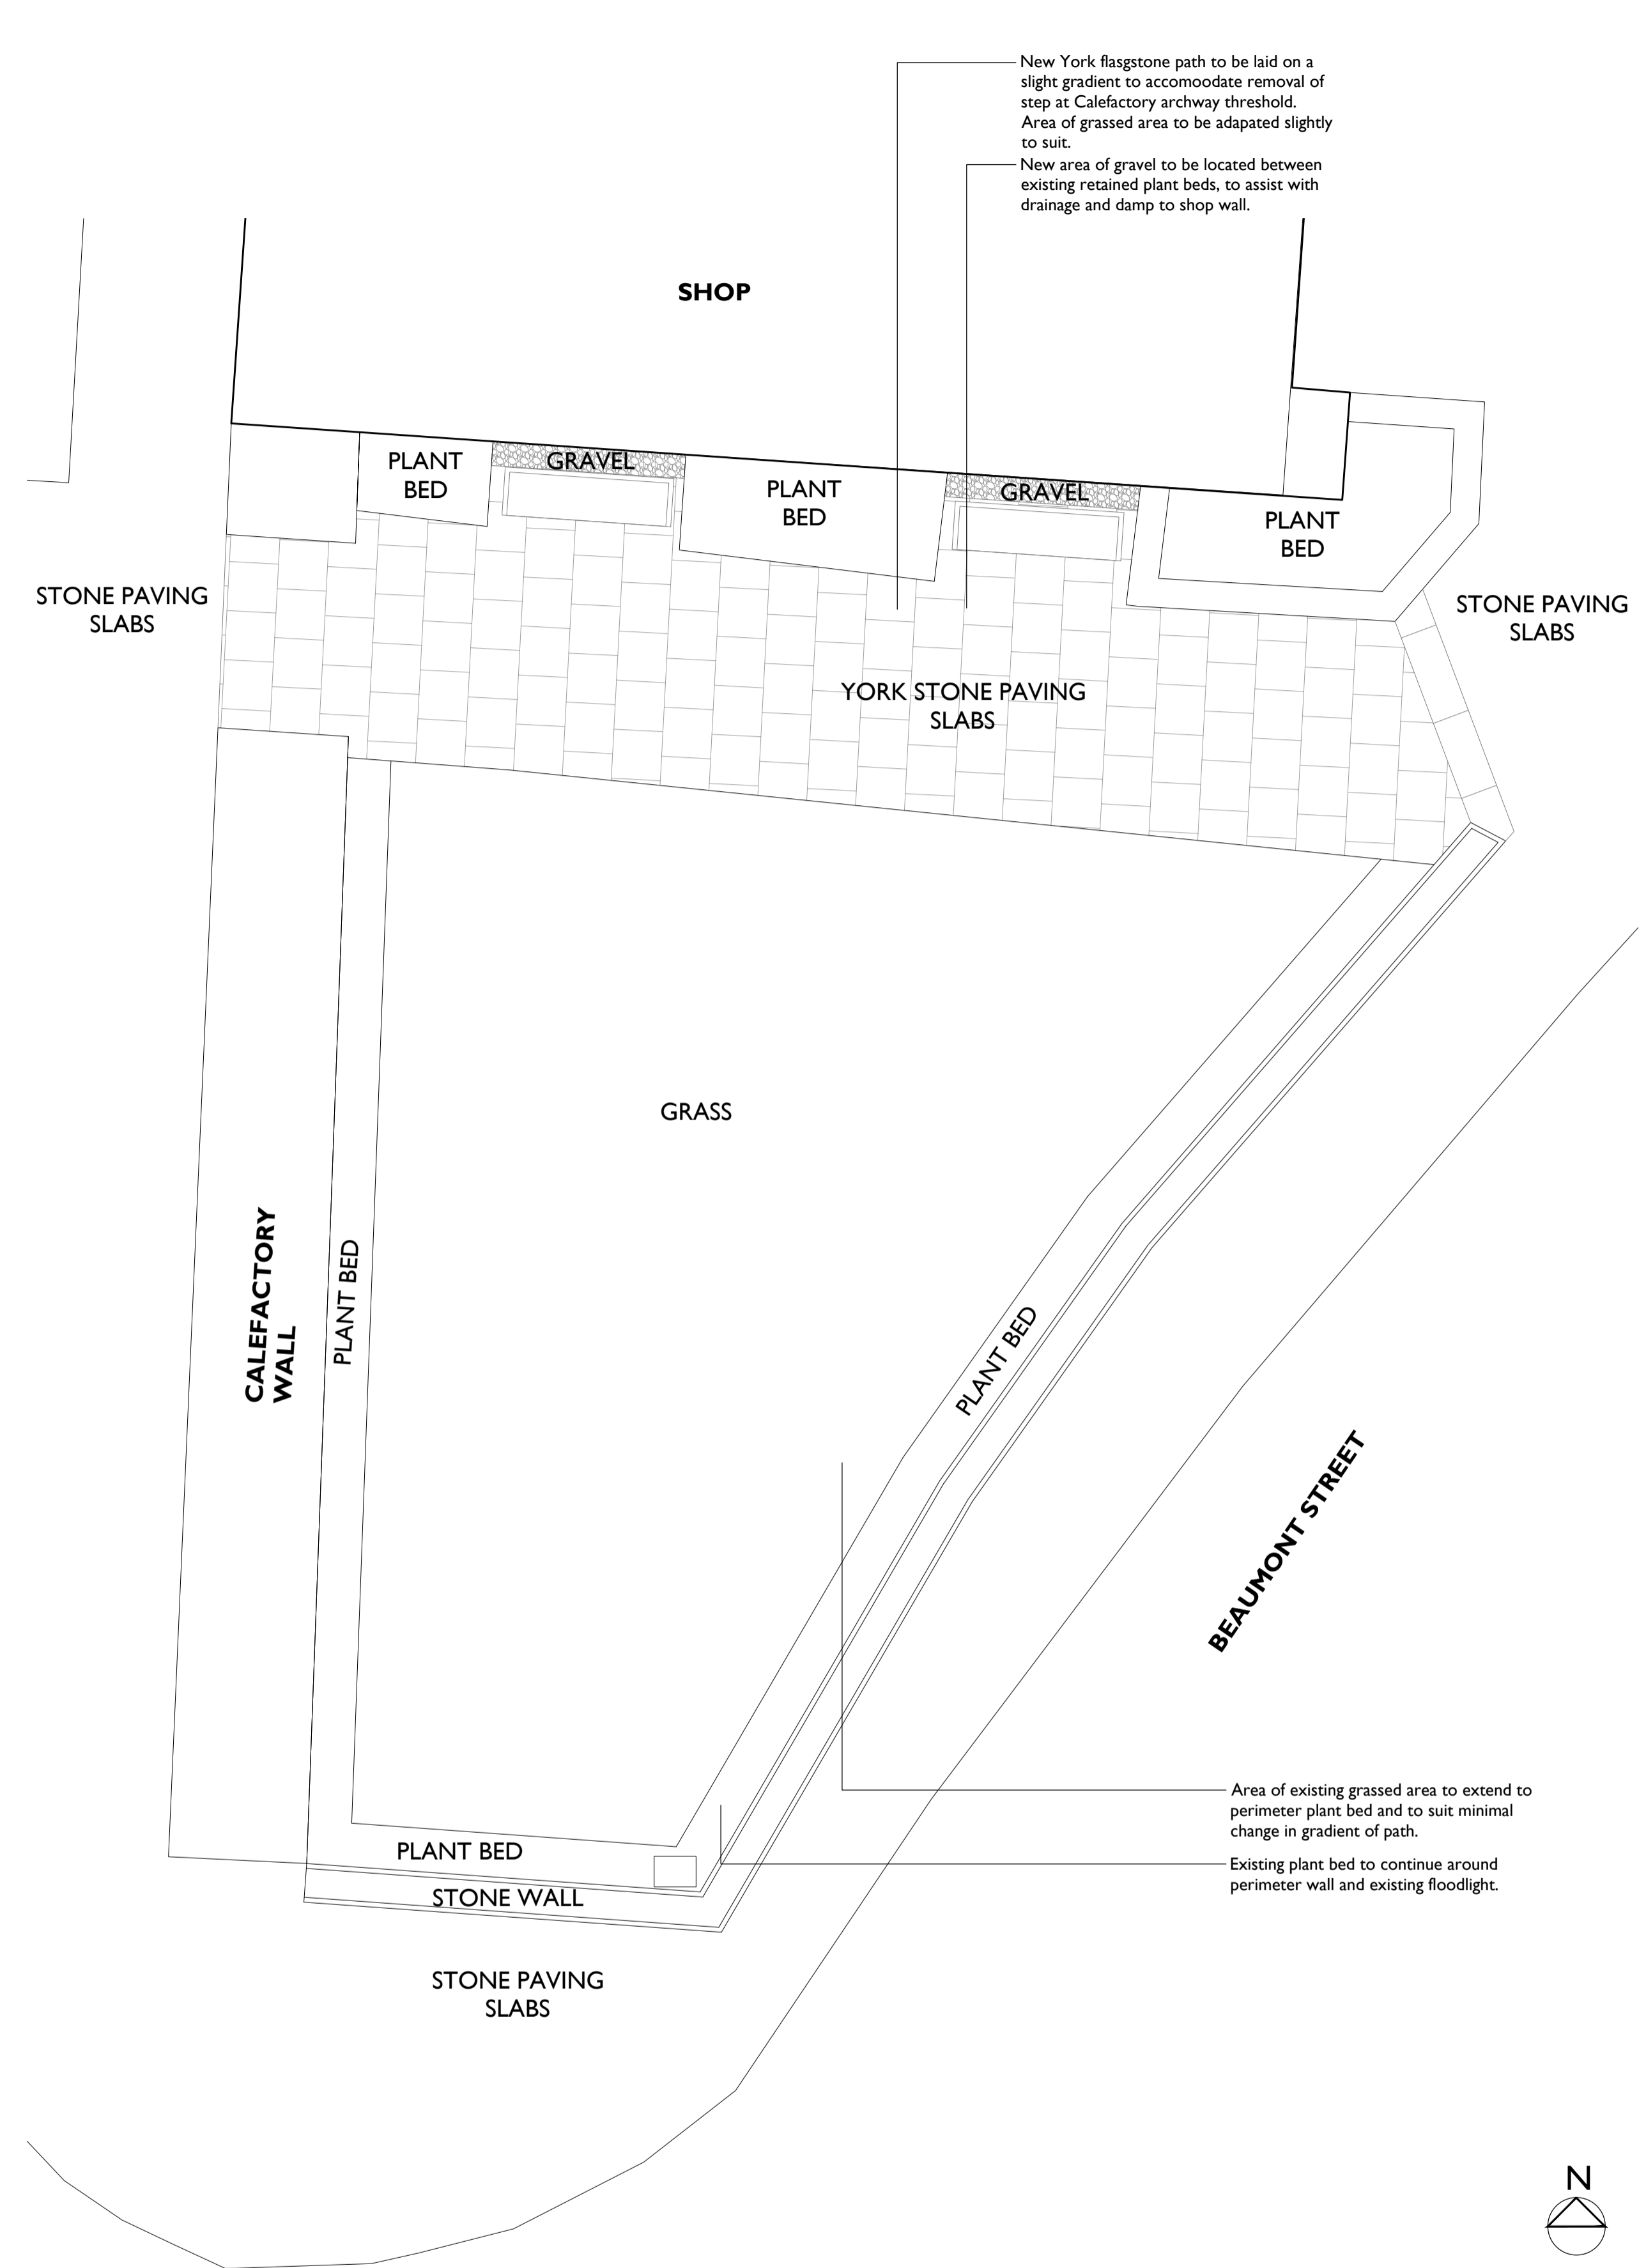 New York flasgstone path to be laid on a
slight gradient to accomoodate removal of
step at Calefactory archway threshold.
Area of grassed area to be adapated slightly
to suit.
New area of gravel to be located between
existing retained plant beds, to assist with
drainage and damp to shop wall.
SHOP
PLANT
BED
GRAVEL
PLANT
BED
GRAVEL
PLANT
BED
STONE PAVING
SLABS
STONE PAVING
SLABS
YORK STONE PAVING
SLABS
GRASS
CALEFACTORY
WALL
PLANT BED
PLANT BED
BEAUMONT STREET
Area of existing grassed area to extend to
perimeter plant bed and to suit minimal
change in gradient of path.
PLANT BED
Existing plant bed to continue around
perimeter wall and existing floodlight.
STONE WALL
STONE PAVING
SLABS
N